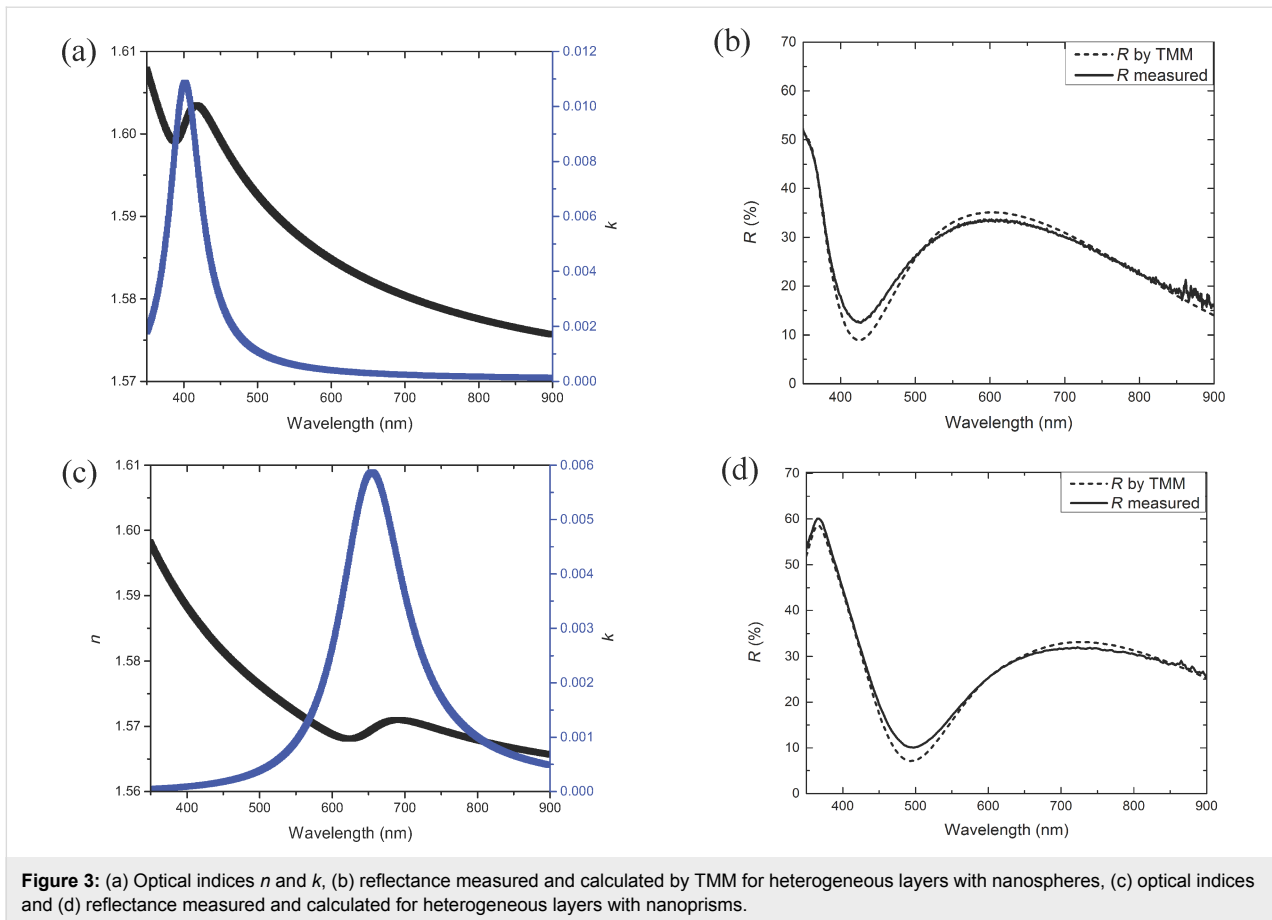 (a)
1.61
1.60
1.59
1.58
1.57
0.012
0.010
0.008
0.006
0.004
0.002
0.000
k
400 500 600 700 800 900
Wavelength (nm)
(b)
70
60
50
40
30
20
10
0
R (%)
R by TMM
R measured
400 500 600 700 800 900
Wavelength (nm)
(c)
1.61
1.60
1.59
1.58
1.57
1.56
n
0.006
0.005
0.004
0.003
0.002
0.001
0.000
k
400 500 600 700 800 900
Wavelength (nm)
(d)
70
60
50
40
30
20
10
0
R (%)
R by TMM
R measured
400 500 600 700 800 900
Wavelength (nm)
Figure 3: (a) Optical indices n and k, (b) reflectance measured and calculated by TMM for heterogeneous layers with nanospheres, (c) optical indices
and (d) reflectance measured and calculated for heterogeneous layers with nanoprisms.